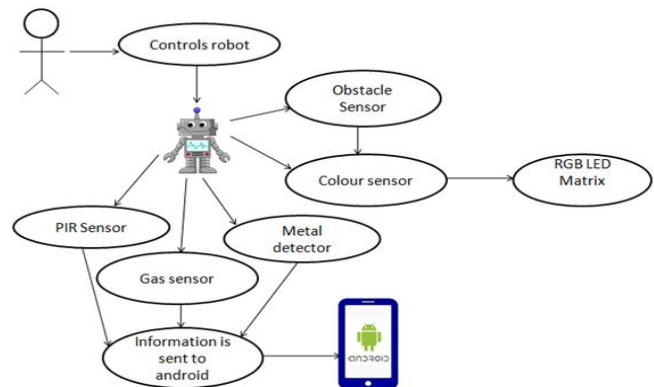 Controls robot
Obstacle
Sensor
Colour sensor
RGB LED
Matrix
PIR Sensor
Metal
detector
Gas sensor
Information is
sent to
android
ANDROID